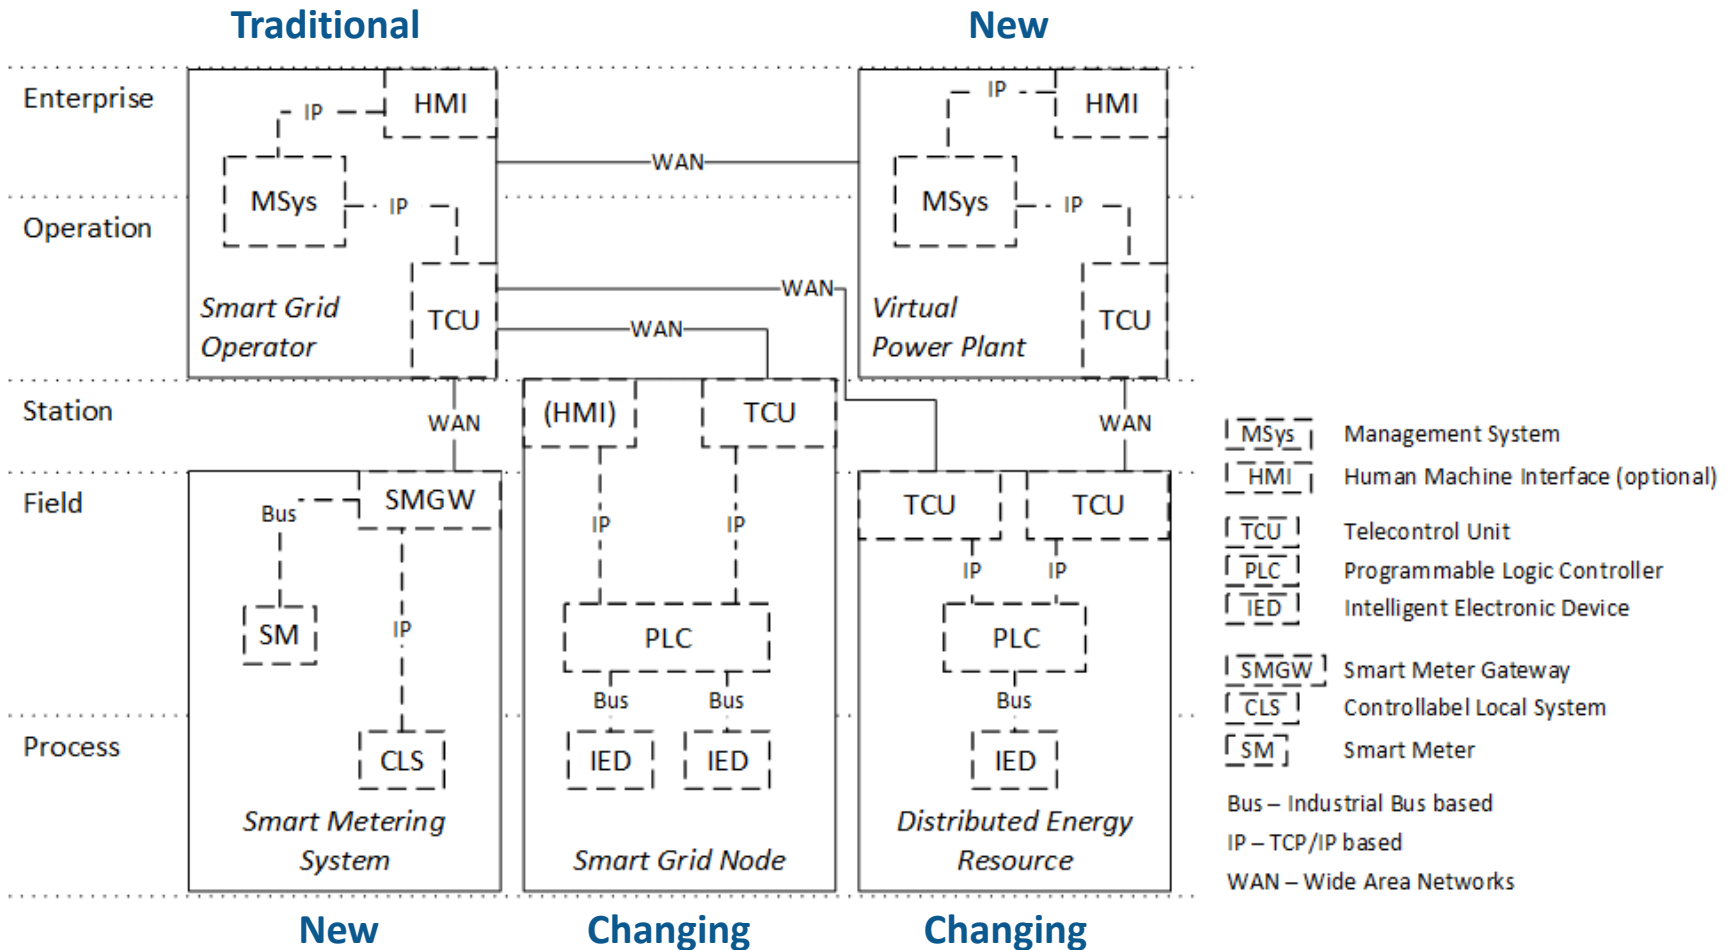 Traditional
New
Enterprise
HMI
IP
MSys
IP
TCU
Smart Grid
Operator
WAN
HMI
IP
MSys
IP
TCU
Virtual
Power Plant
Operation
WAN
WAN
Station
WAN
(HMI)
TCU
WAN
Field
SMGW
Bus
SM
IP
CLS
Smart Metering
System
IP
IP
PLC
Bus
Bus
IED
IED
Smart Grid Node
TCU
TCU
IP
IP
PLC
Bus
IED
Distributed Energy
Resource
Process
New
Changing
Changing
MSys Management System
HMI Human Machine Interface (optional)
TCU Telecontrol Unit
PLC Programmable Logic Controller
IED Intelligent Electronic Device
SMGW Smart Meter Gateway
CLS Controllabel Local System
SM Smart Meter
Bus – Industrial Bus based
IP – TCP/IP based
WAN – Wide Area Networks